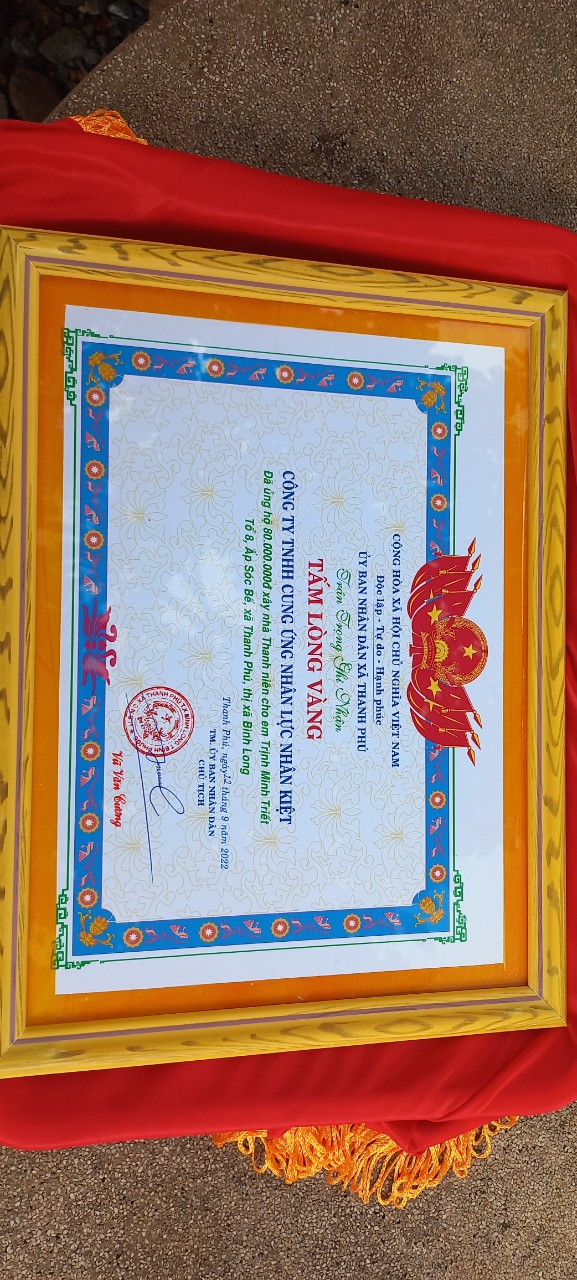 CỘNG HÒA XÃ HỘI CHỦ NGHĨA VIỆT NAM
Độc lập - Tự do - Hạnh phúc
ỦY BAN NHÂN DÂN XÃ THANH PHÚ
Trân Trọng Ghi Nhận
TẤM LÒNG VÀNG
CÔNG TY TNHH CUNG ỨNG NHÂN LỰC NHÂN KIỆT
Đã ủng hộ 80.000.000đ xây nhà Thanh niên cho em Trịnh Minh Triết
Tổ 8, Ấp Sóc Bế, xã Thanh Phú, thị xã Bình Long
Thanh Phú, ngày 12 tháng 9 năm 2022
TM. ỦY BAN NHÂN DÂN
CHỦ TỊCH
Vũ Văn Cường